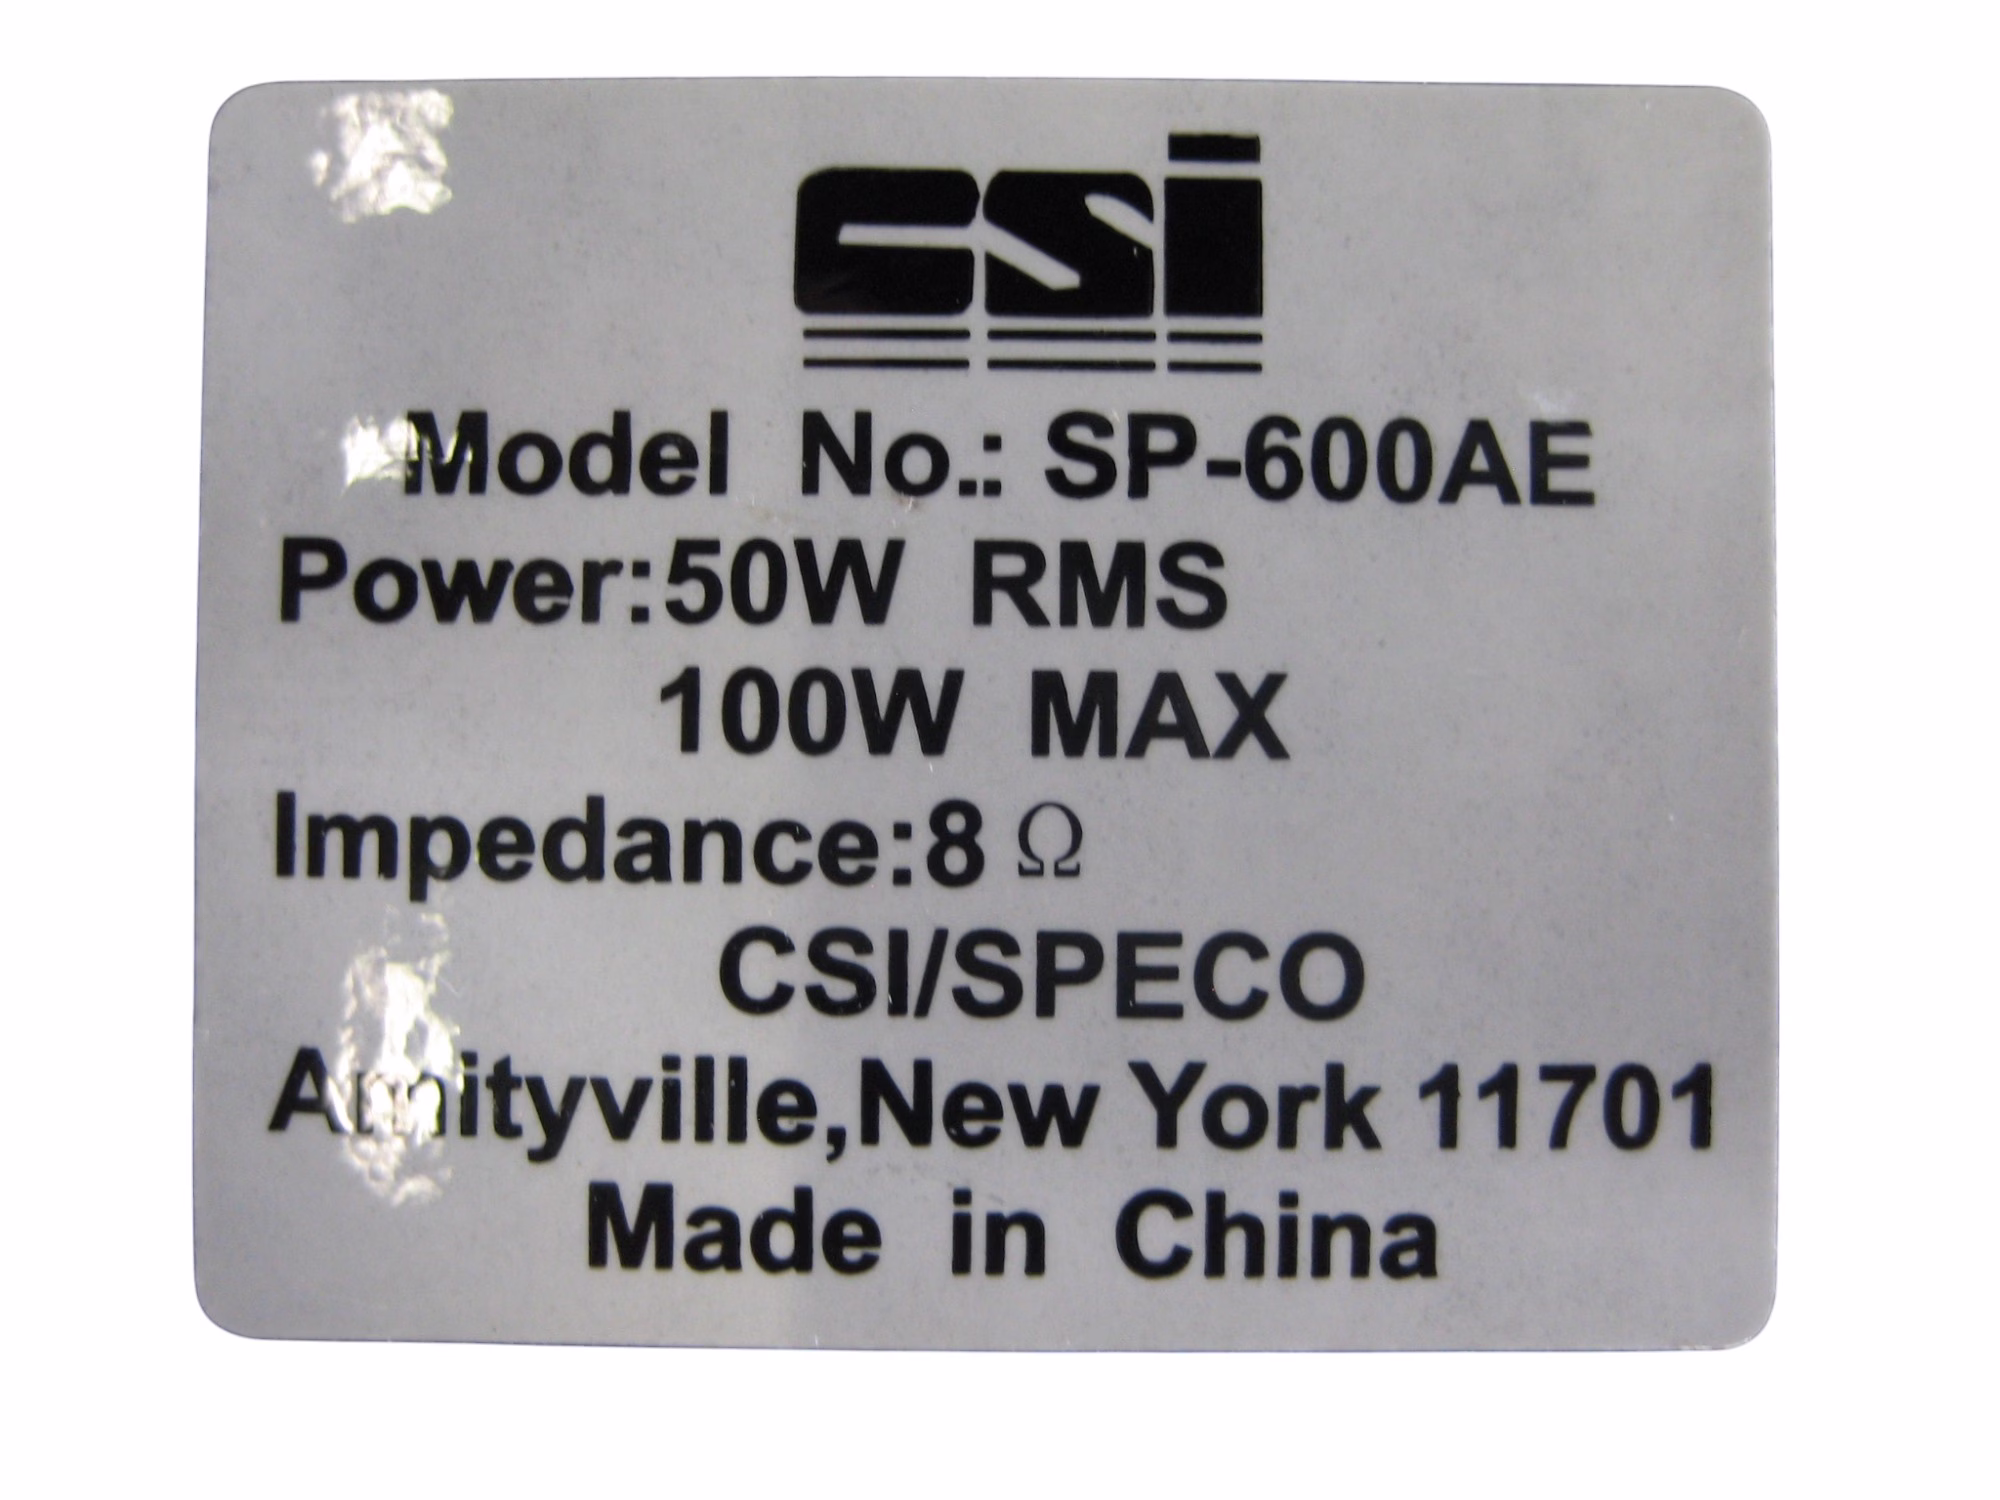 csi
Model No.: SP-600AE
Power:50W RMS
100W MAX
Impedance:8 Ω
CSI/SPECO
Amityville,New York 11701
Made in China